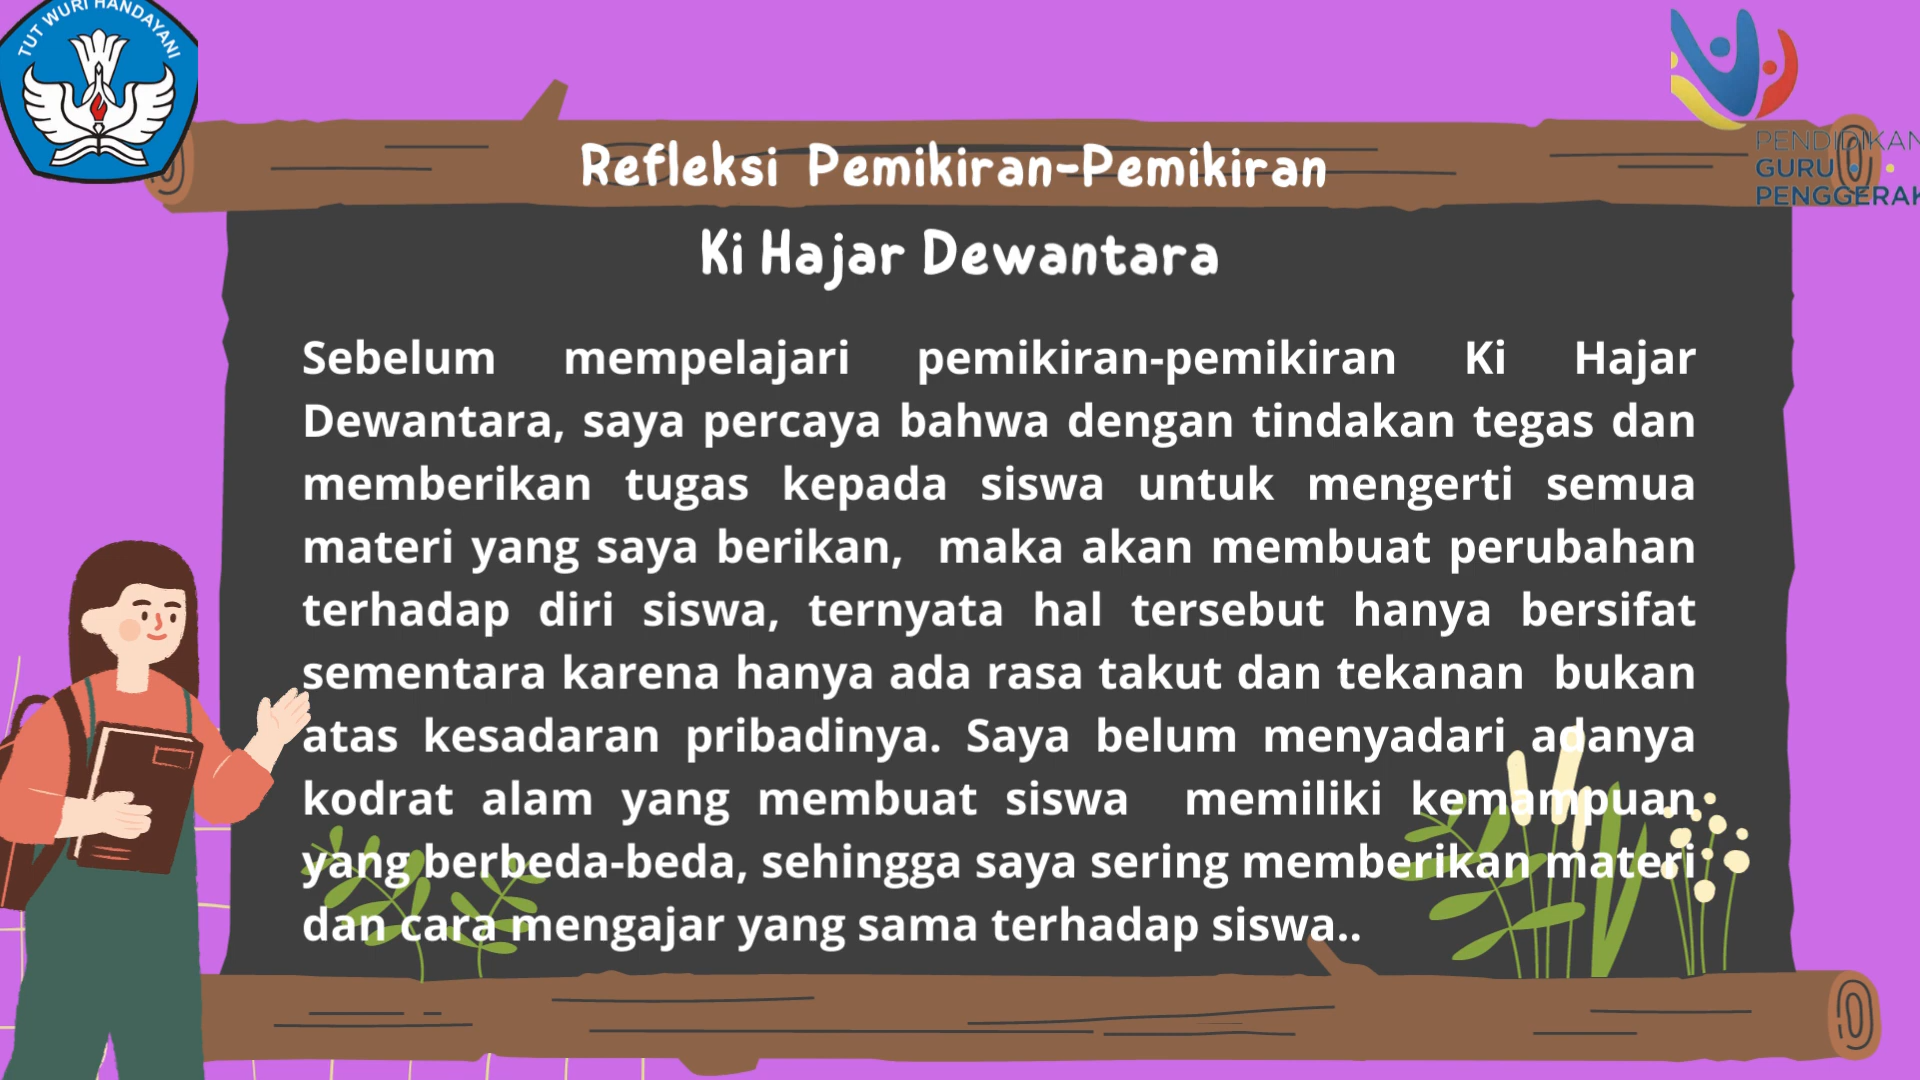 TUT WURI HANDAYANI
PENDIDIKAN
GURU
PENGGERAK
Refleksi Pemikiran-Pemikiran
Ki Hajar Dewantara
Sebelum mempelajari pemikiran-pemikiran Ki Hajar
Dewantara, saya percaya bahwa dengan tindakan tegas dan
memberikan tugas kepada siswa untuk mengerti semua
materi yang saya berikan, maka akan membuat perubahan
terhadap diri siswa, ternyata hal tersebut hanya bersifat
sementara karena hanya ada rasa takut dan tekanan bukan
atas kesadaran pribadinya. Saya belum menyadari adanya
kodrat alam yang membuat siswa memiliki kemampuan
yang berbeda-beda, sehingga saya sering memberikan materi
dan cara mengajar yang sama terhadap siswa..